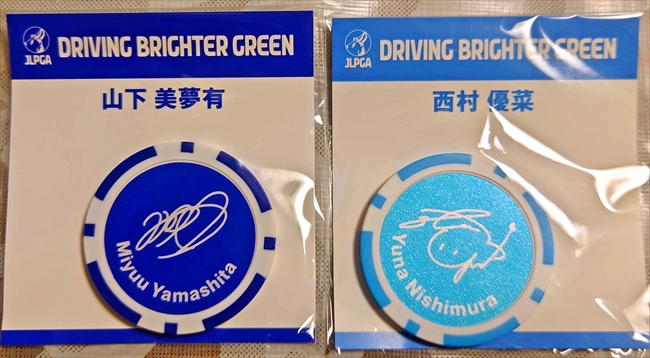 JLPGA
DRIVING BRIGHTER GREEN
山下 美夢有
Miyuu Yamashita
JLPGA
DRIVING BRIGHTER GREEN
西村 優菜
Yuna Nishimura